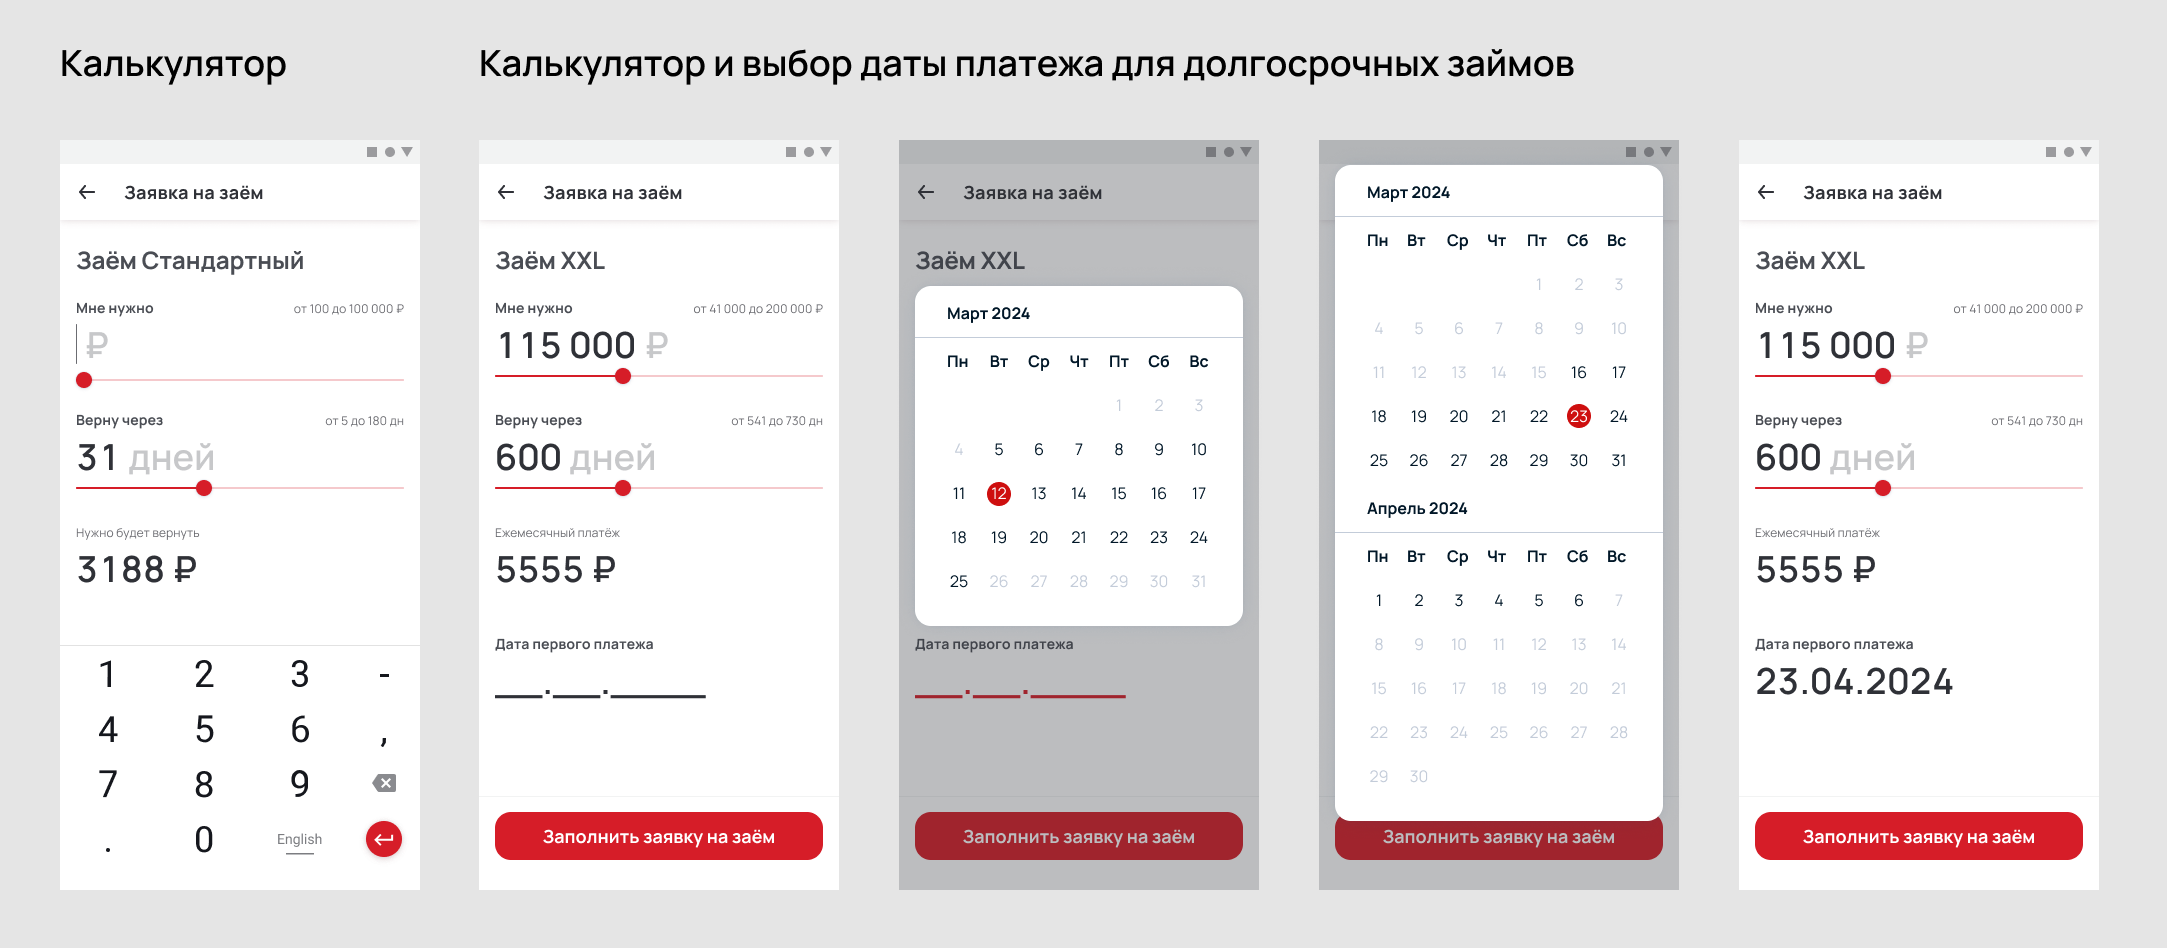 Калькулятор
Калькулятор и выбор даты платежа для долгосрочных займов
Заявка на заём
Заём Стандартный
Мне нужно от 100 до 100 000 ₽
₽
Верну через от 5 до 180 дн
31 дней
Нужно будет вернуть
3188 ₽
1 2 3 -
4 5 6 ,
7 8 9
. 0 English
Заявка на заём
Заём XXL
Мне нужно от 41 000 до 200 000 ₽
115 000 ₽
Верну через от 541 до 730 дн
600 дней
Ежемесячный платёж
5555 ₽
Дата первого платежа
__.__.____
Заполнить заявку на заём
Заявка на заём
Заём XXL
Март 2024
Пн Вт Ср Чт Пт Сб Вс
1 2 3
4 5 6 7 8 9 10
11 12 13 14 15 16 17
18 19 20 21 22 23 24
25 26 27 28 29 30 31
Дата первого платежа
__.__.____
Заполнить заявку на заём
Март 2024
Пн Вт Ср Чт Пт Сб Вс
1 2 3
4 5 6 7 8 9 10
11 12 13 14 15 16 17
18 19 20 21 22 23 24
25 26 27 28 29 30 31
Апрель 2024
Пн Вт Ср Чт Пт Сб Вс
1 2 3 4 5 6 7
8 9 10 11 12 13 14
15 16 17 18 19 20 21
22 23 24 25 26 27 28
29 30
Заполнить заявку на заём
Заявка на заём
Заём XXL
Мне нужно от 41 000 до 200 000 ₽
115 000 ₽
Верну через от 541 до 730 дн
600 дней
Ежемесячный платёж
5555 ₽
Дата первого платежа
23.04.2024
Заполнить заявку на заём